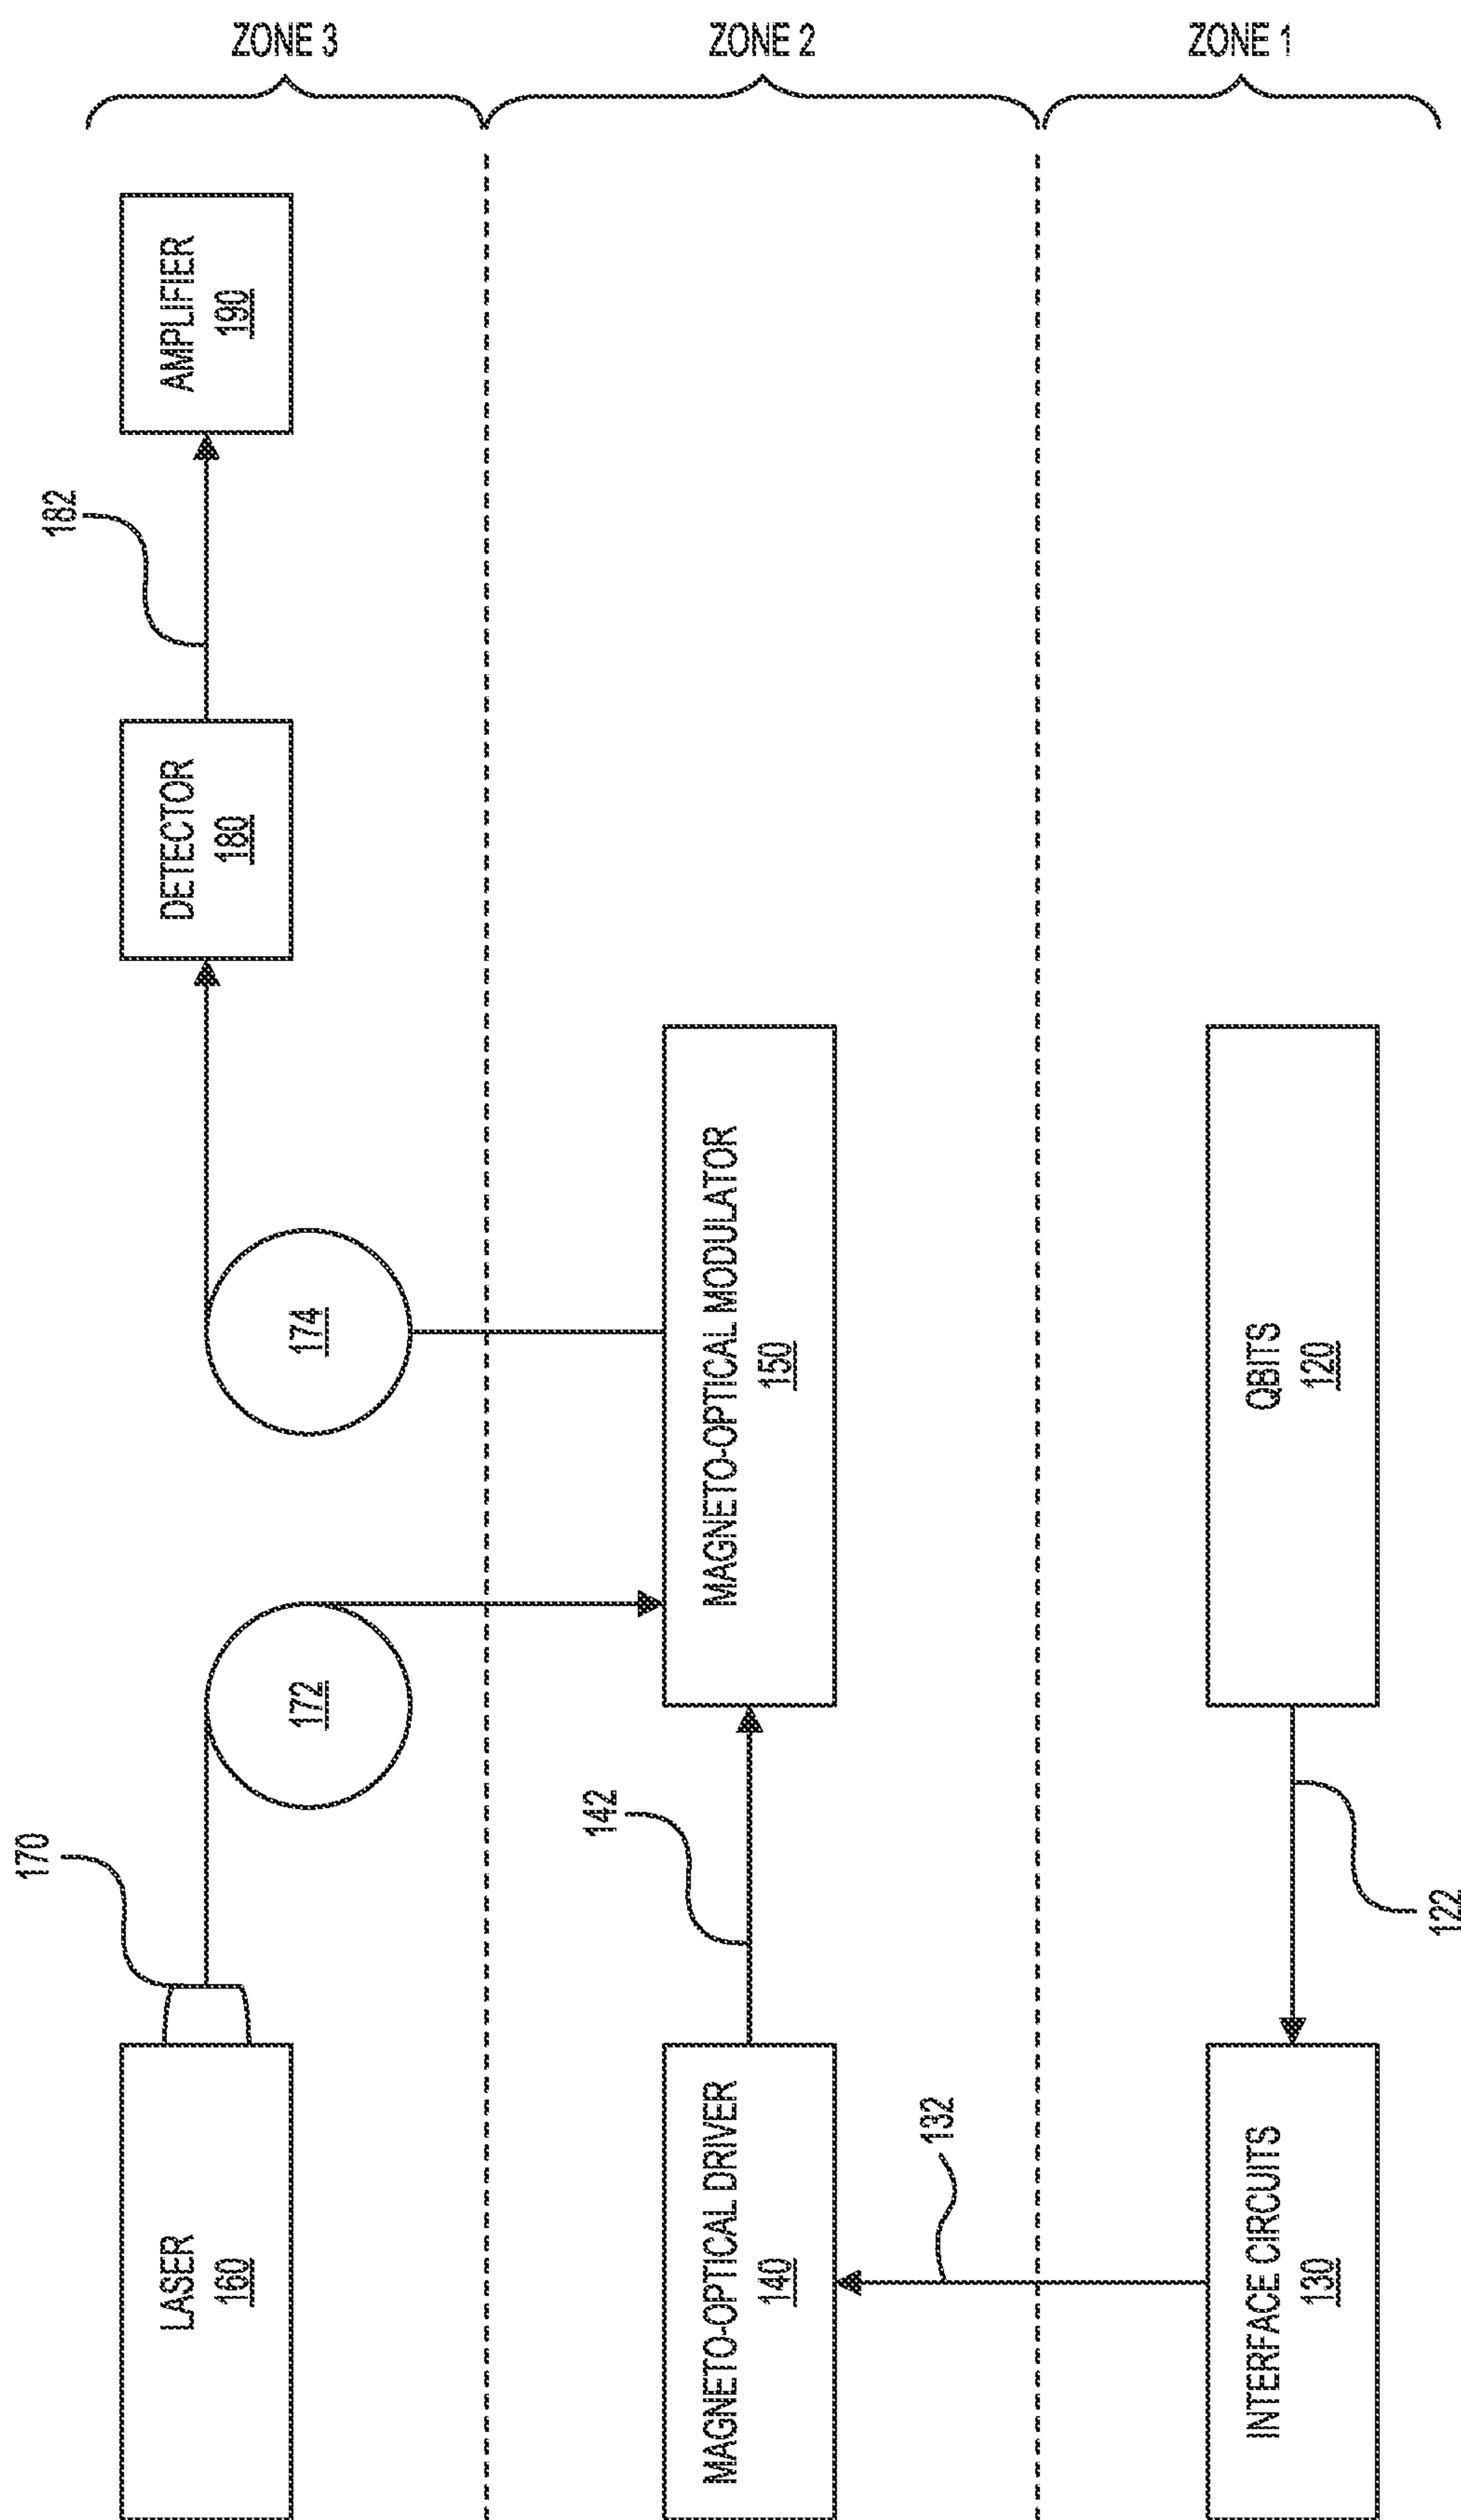 ZONE 3
170
182
LASER
160
172
174
DETECTOR
180
AMPLIFIER
190
ZONE 2
142
MAGNETO-OPTICAL DRIVER
140
MAGNETO-OPTICAL MODULATOR
150
132
ZONE 1
INTERFACE CIRCUITS
130
QBITS
120
122